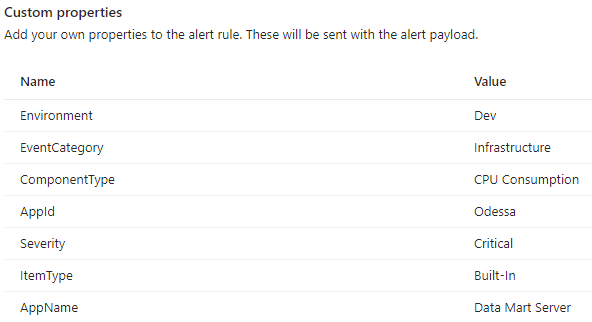 Custom properties
Add your own properties to the alert rule. These will be sent with the alert payload.
Name Value
Environment Dev
EventCategory Infrastructure
ComponentType CPU Consumption
AppId Odessa
Severity Critical
ItemType Built-In
AppName Data Mart Server